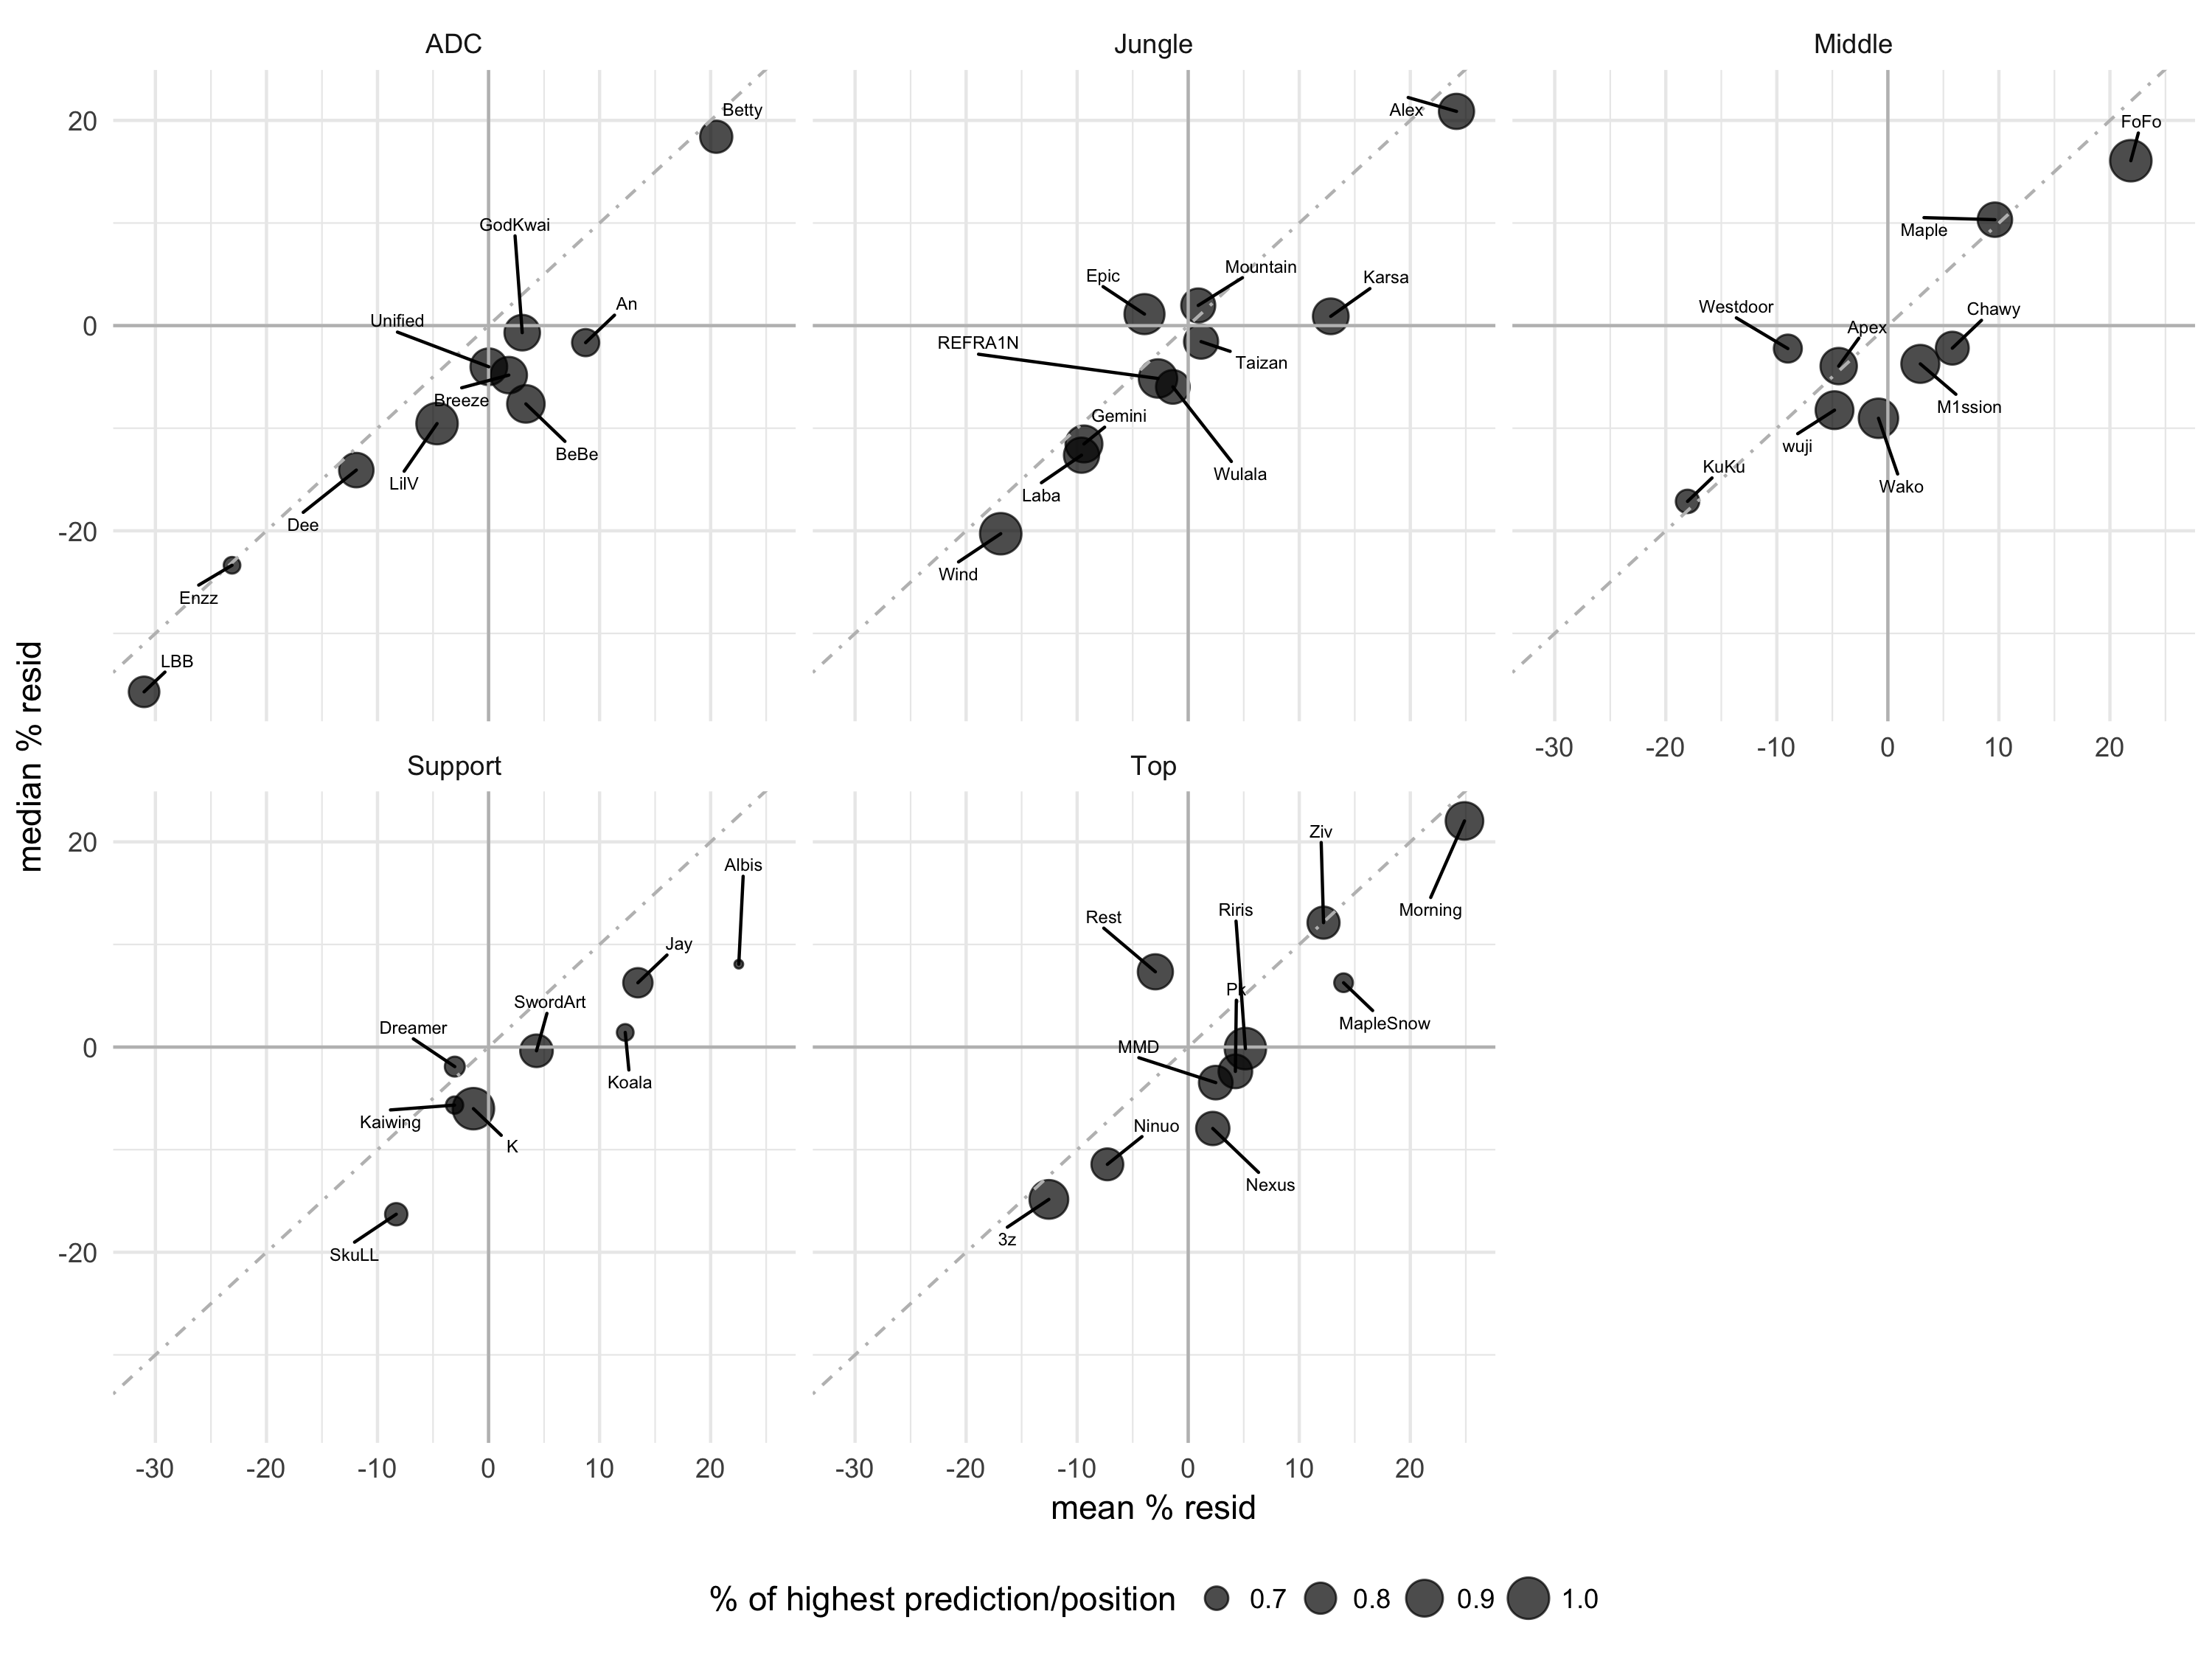 ADC
Jungle
Middle
20
0
-20
Betty
GodKwai
An
Unified
Breeze
BeBe
LilV
Dee
Enzz
LBB
Alex
Mountain
Epic
Karsa
REFRA1N
Taizan
Gemini
Wulala
Laba
Wind
FoFo
Maple
Westdoor
Chawy
Apex
M1ssion
wuji
KuKu
Wako
-30 -20 -10 0 10 20
median % resid
Support
Top
20
0
-20
Albis
Jay
SwordArt
Dreamer
Koala
Kaiwing
K
SkuLL
Ziv
Morning
Riris
Rest
Pk
MapleSnow
MMD
Ninuo
Nexus
3z
-30 -20 -10 0 10 20
-30 -20 -10 0 10 20
mean % resid
% of highest prediction/position 0.7 0.8 0.9 1.0